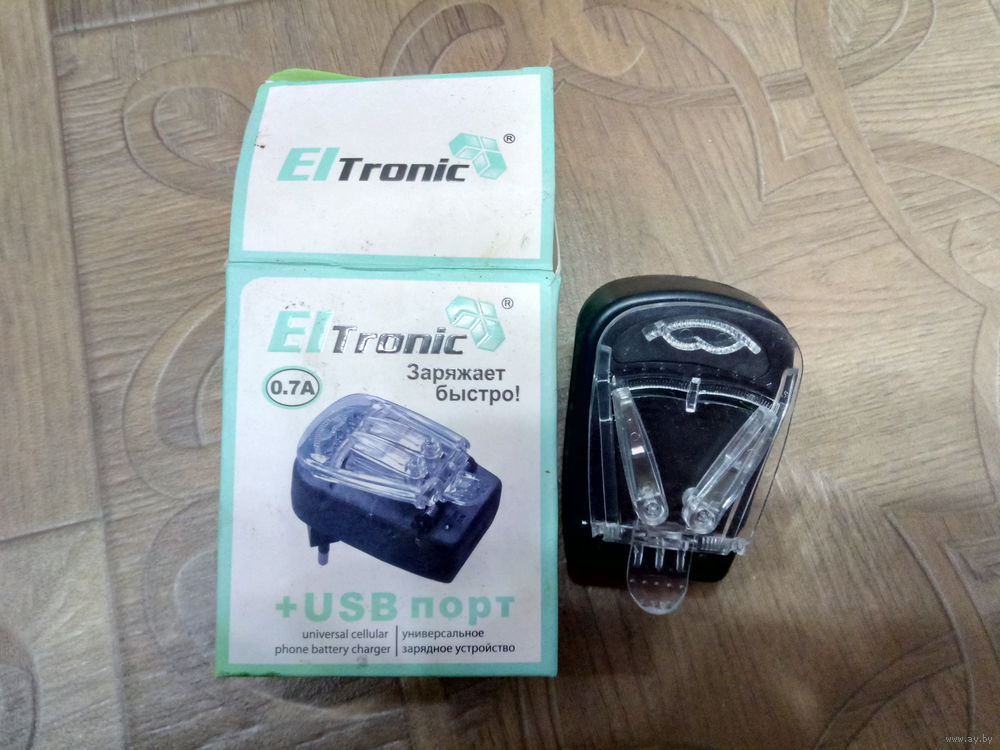 ElTronic ®
ElTronic ®
0.7A
Заряжает
быстро!
+USB порт
universal cellular
phone battery charger
универсальное
зарядное устройство
www.ay.by